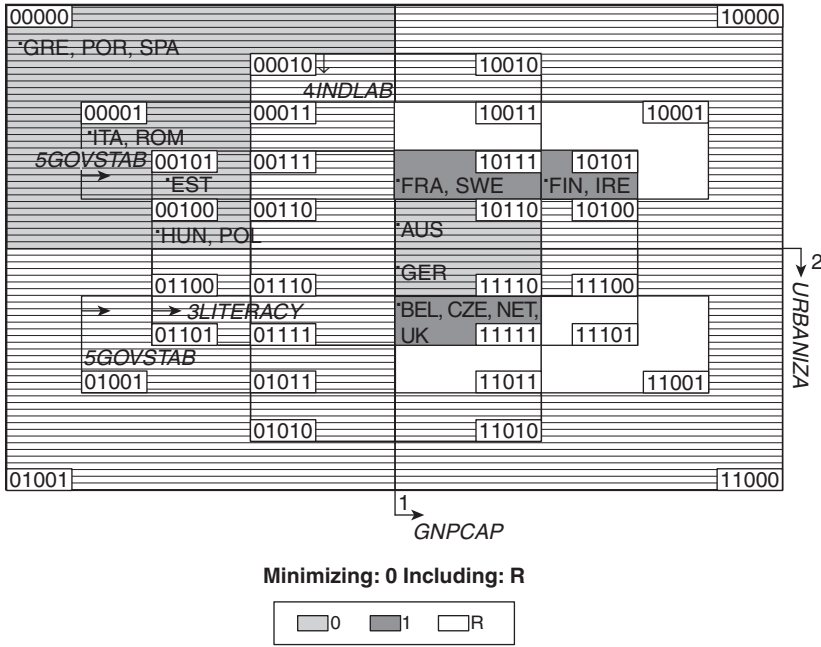 00000 10000
GRE, POR, SPA
00010 10010
4INDLAB
00001 00011 10011 10001
ITA, ROM
5GOVSTAB 00101 00111 10111 10101
EST FRA, SWE FIN, IRE
00100 00110 10110 10100
HUN, POL AUS
2
GER
01100 01110 11110 11100
3LITERACY BEL, CZE, NET,
01101 01111 UK 11111 11101
5GOVSTAB
URBANIZA
01001 01011 11011 11001
01010 11010
01001 11000
1
GNPCAP
Minimizing: 0 Including: R
0 1 R